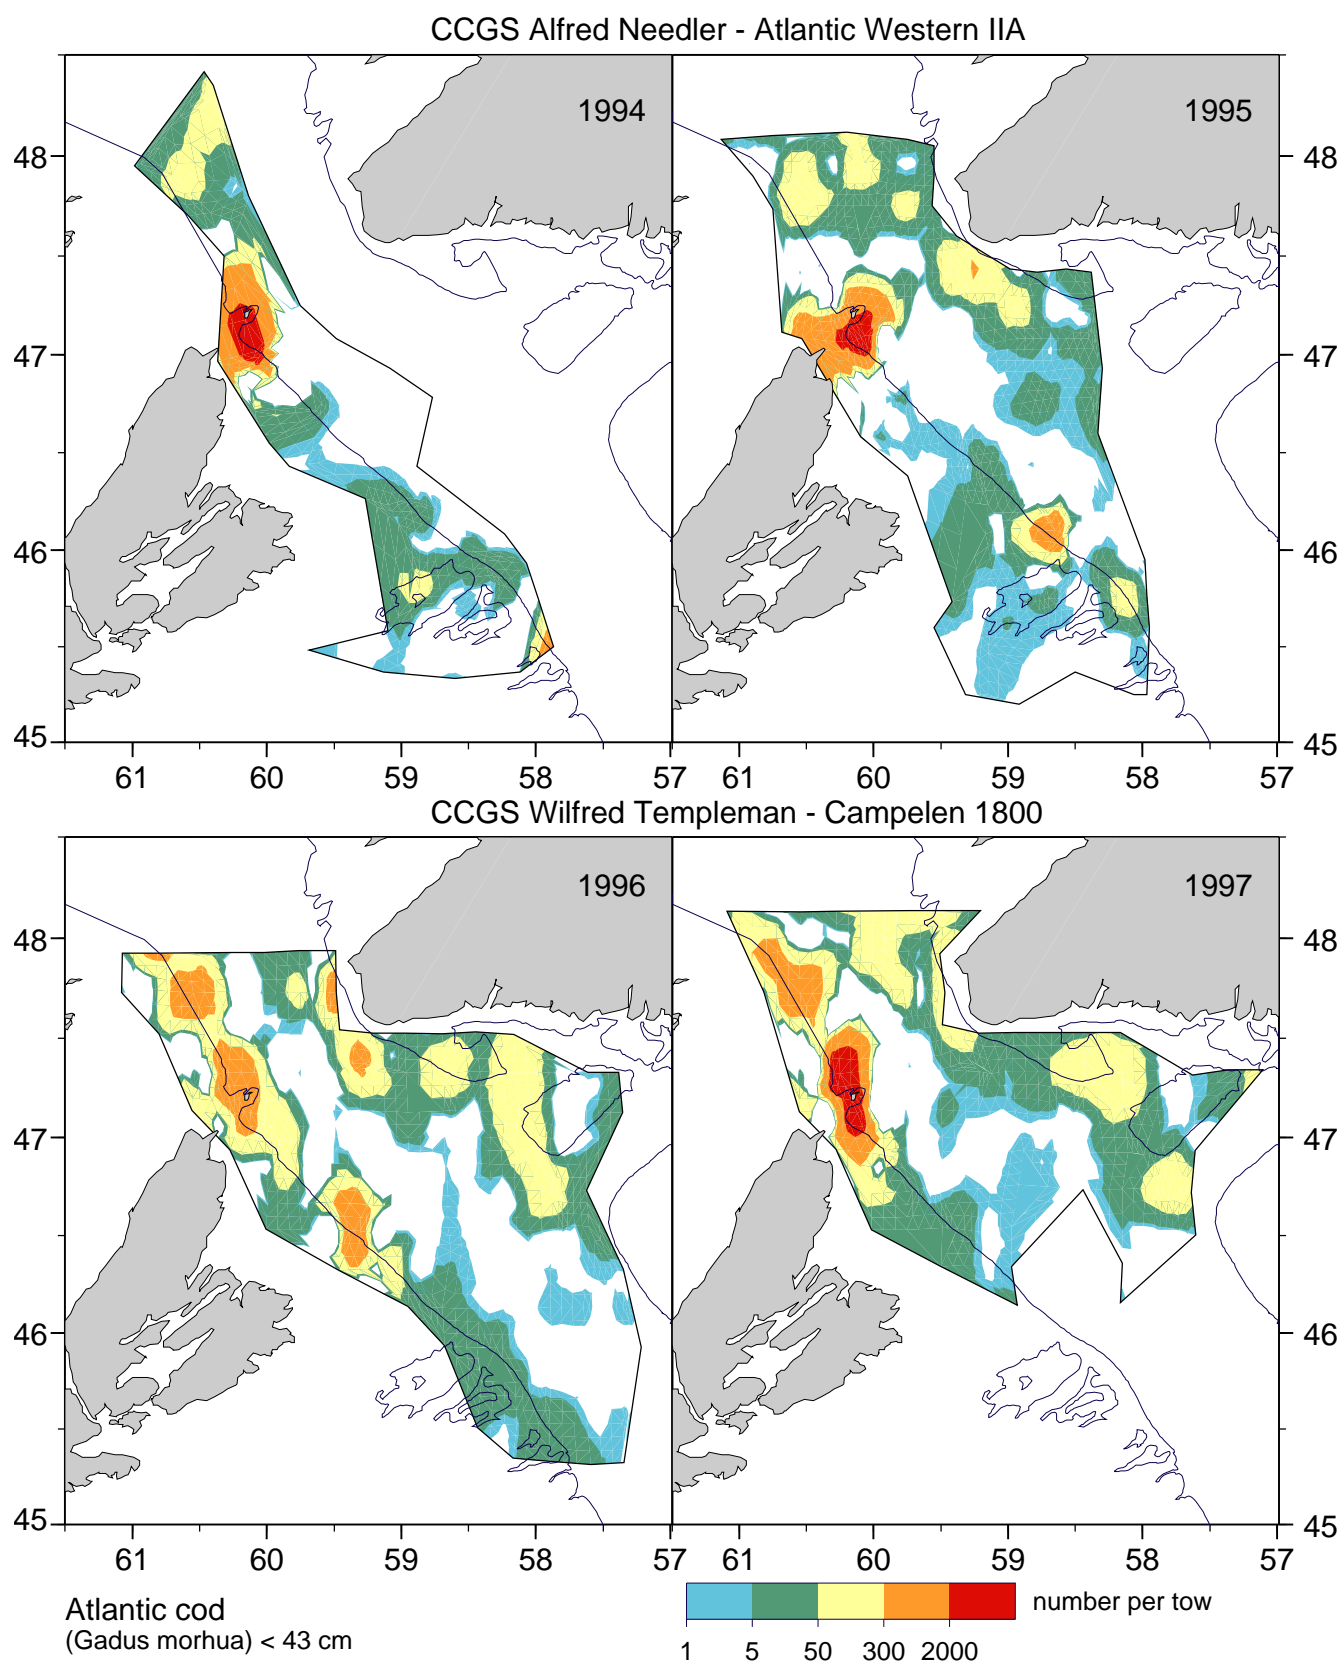 CCGS Alfred Needler - Atlantic Western IIA
1994
1995
48
48
47
47
46
46
45
45
61 60 59 58 57
61 60 59 58 57
CCGS Wilfred Templeman - Campelen 1800
1996
1997
48
48
47
47
46
46
45
45
61 60 59 58 57
61 60 59 58 57
Atlantic cod
(Gadus morhua) < 43 cm
number per tow
1 5 50 300 2000